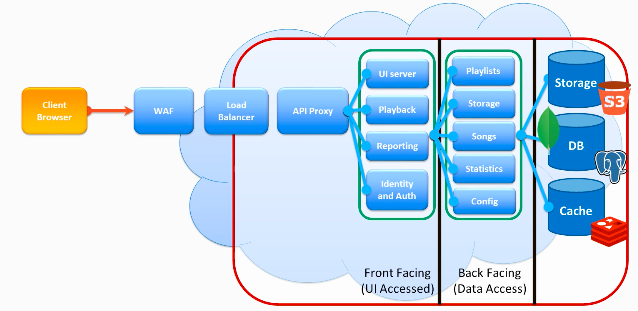 Client
Browser
WAF
Load
Balancer
API Proxy
UI server
Playback
Reporting
Identity
and Auth
Playlists
Storage
Songs
Statistics
Config
Storage
S3
DB
Cache
Front Facing
(UI Accessed)
Back Facing
(Data Access)